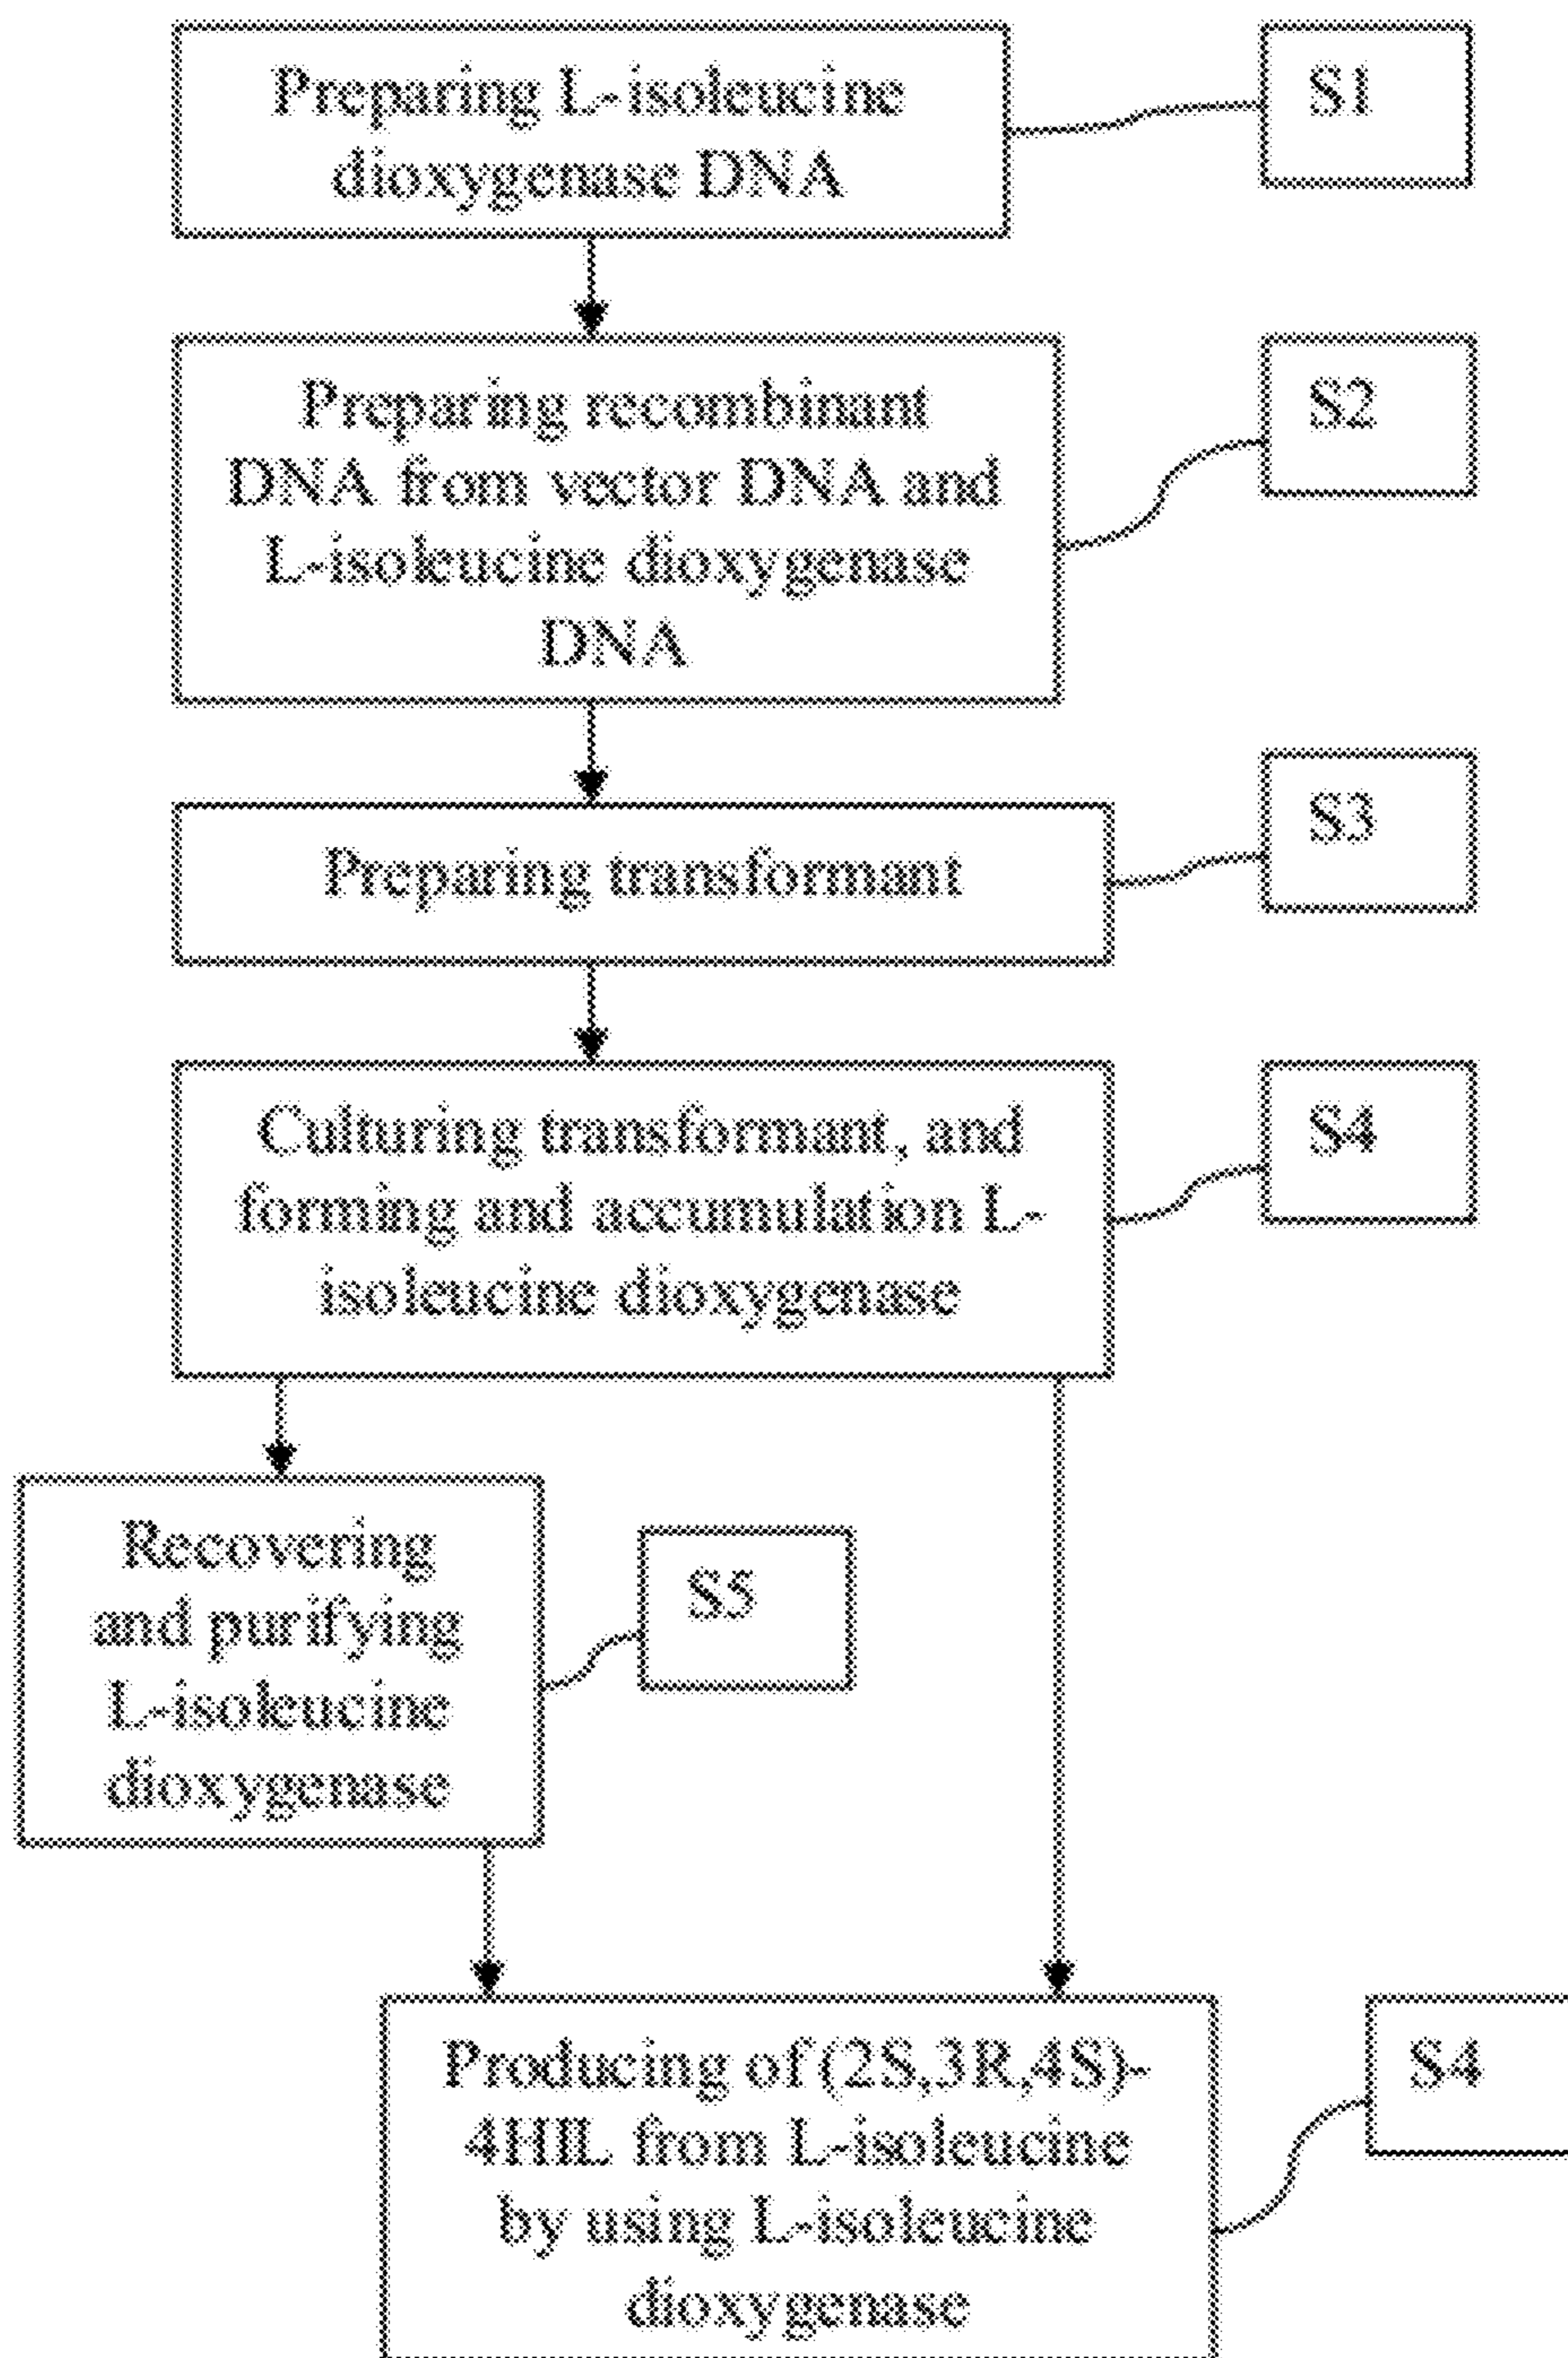 Preparing L-isoleucine
dioxygenase DNA
S1
Preparing recombinant
DNA from vector DNA and
L-isoleucine dioxygenase
DNA
S2
Preparing transformant
S3
Culturing transformant, and
forming and accumulation L-
isoleucine dioxygenase
S4
Recovering
and purifying
L-isoleucine
dioxygenase
S5
Producing of (2S,3R,4S)-
4HIL from L-isoleucine
by using L-isoleucine
dioxygenase
S4